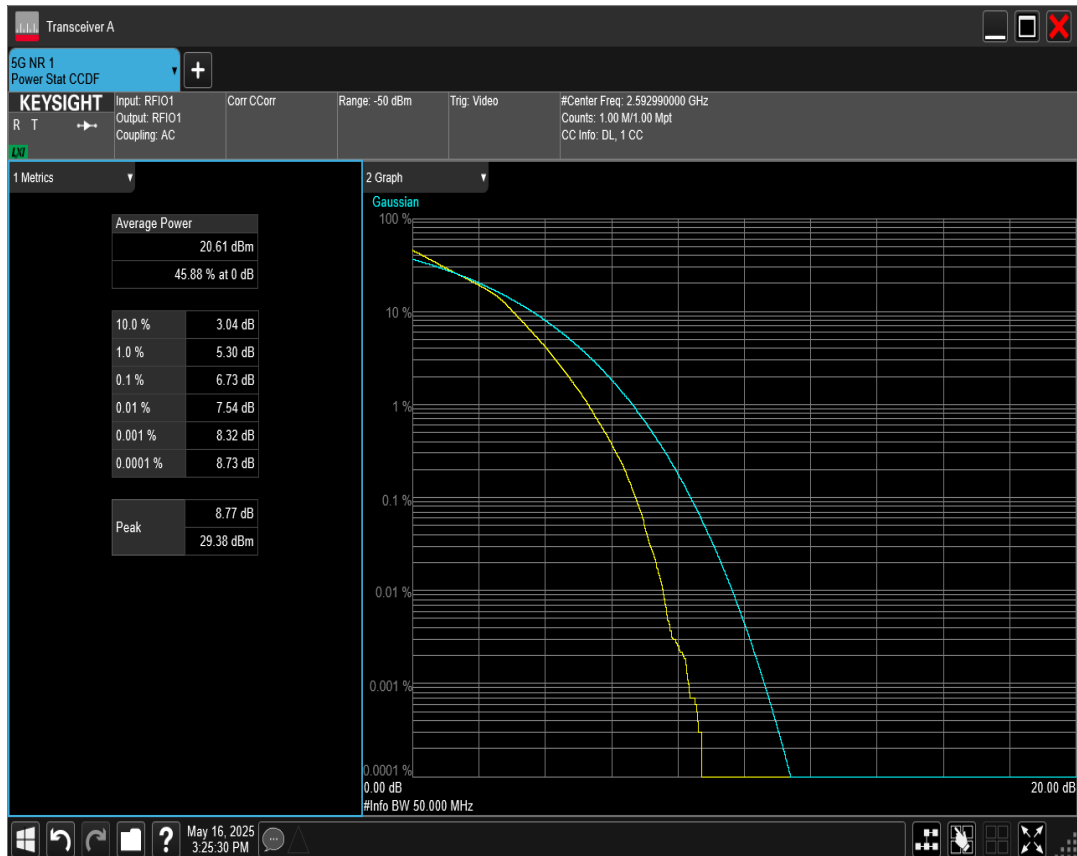 Transceiver A
5G NR 1
Power Stat CCDF
+
KEYSIGHT
R T
LXI
Input: RFIO1
Output: RFIO1
Coupling: AC
Corr CCorr
Range: -50 dBm
Trig: Video
#Center Freq: 2.592990000 GHz
Counts: 1.00 M/1.00 Mpt
CC Info: DL, 1 CC
1 Metrics
Average Power
20.61 dBm
45.88 % at 0 dB
10.0 % 3.04 dB
1.0 % 5.30 dB
0.1 % 6.73 dB
0.01 % 7.54 dB
0.001 % 8.32 dB
0.0001 % 8.73 dB
Peak 8.77 dB
29.38 dBm
2 Graph
Gaussian
100 %
10 %
1 %
0.1 %
0.01 %
0.001 %
0.0001 %
0.00 dB 20.00 dB
#Info BW 50.000 MHz
?
May 16, 2025
3:25:30 PM